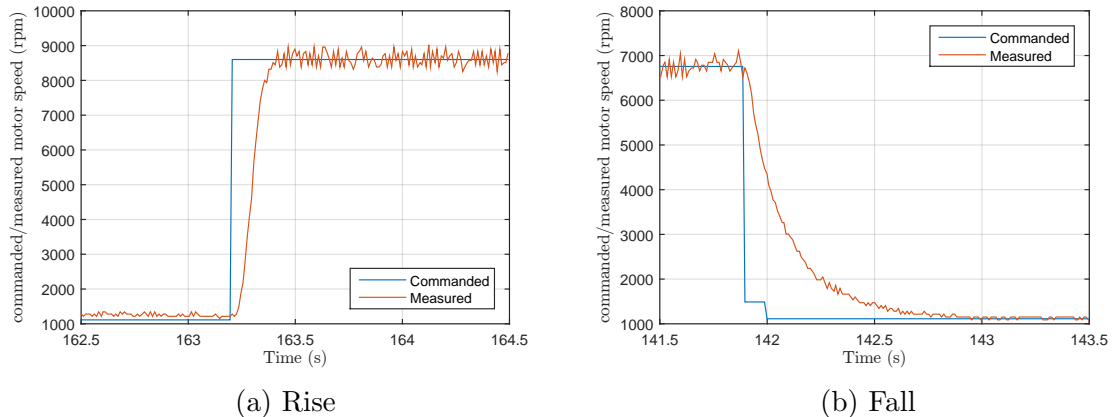 commanded/measured motor speed (rpm)
10000
9000
8000
7000
6000
5000
4000
3000
2000
1000
162.5
163
163.5
164
164.5
Time (s)
Commanded
Measured
(a) Rise
commanded/measured motor speed (rpm)
8000
7000
6000
5000
4000
3000
2000
1000
141.5
142
142.5
143
143.5
Time (s)
Commanded
Measured
(b) Fall